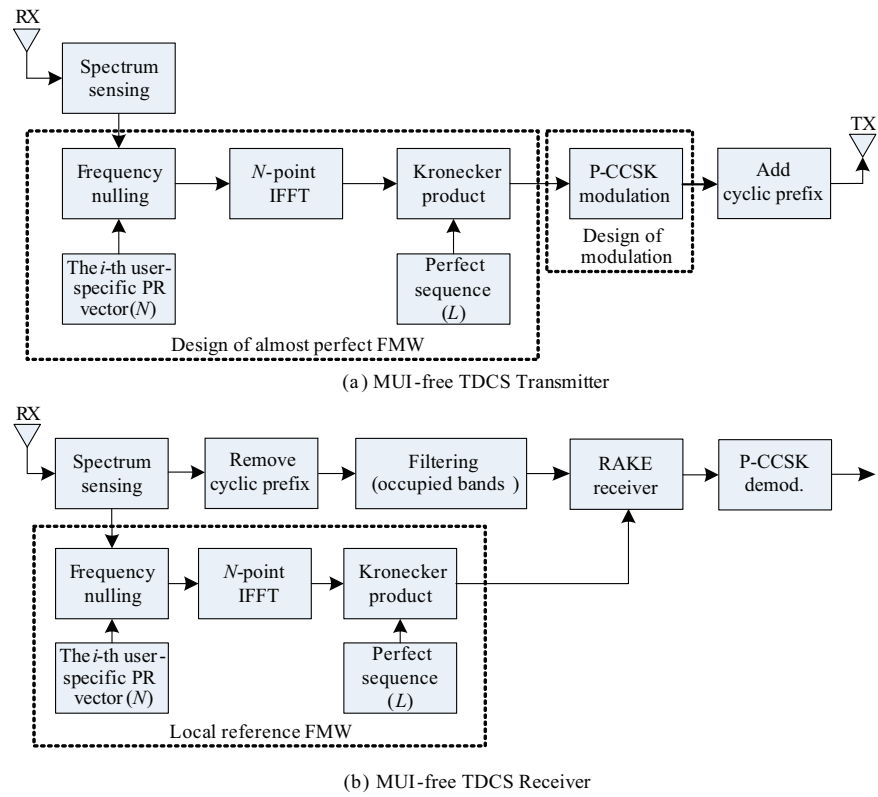 RX
Spectrum
sensing
TX
Frequency
nulling
N-point
IFFT
Kronecker
product
P-CCSK
modulation
Add
cyclic prefix
Design of
modulation
The i-th user-
specific PR
vector(N)
Perfect
sequence
(L)
Design of almost perfect FMW
(a) MUI-free TDCS Transmitter
RX
Spectrum
sensing
Remove
cyclic prefix
Filtering
(occupied bands )
RAKE
receiver
P-CCSK
demod.
Frequency
nulling
N-point
IFFT
Kronecker
product
The i-th user-
specific PR
vector(N)
Perfect
sequence
(L)
Local reference FMW
(b) MUI-free TDCS Receiver